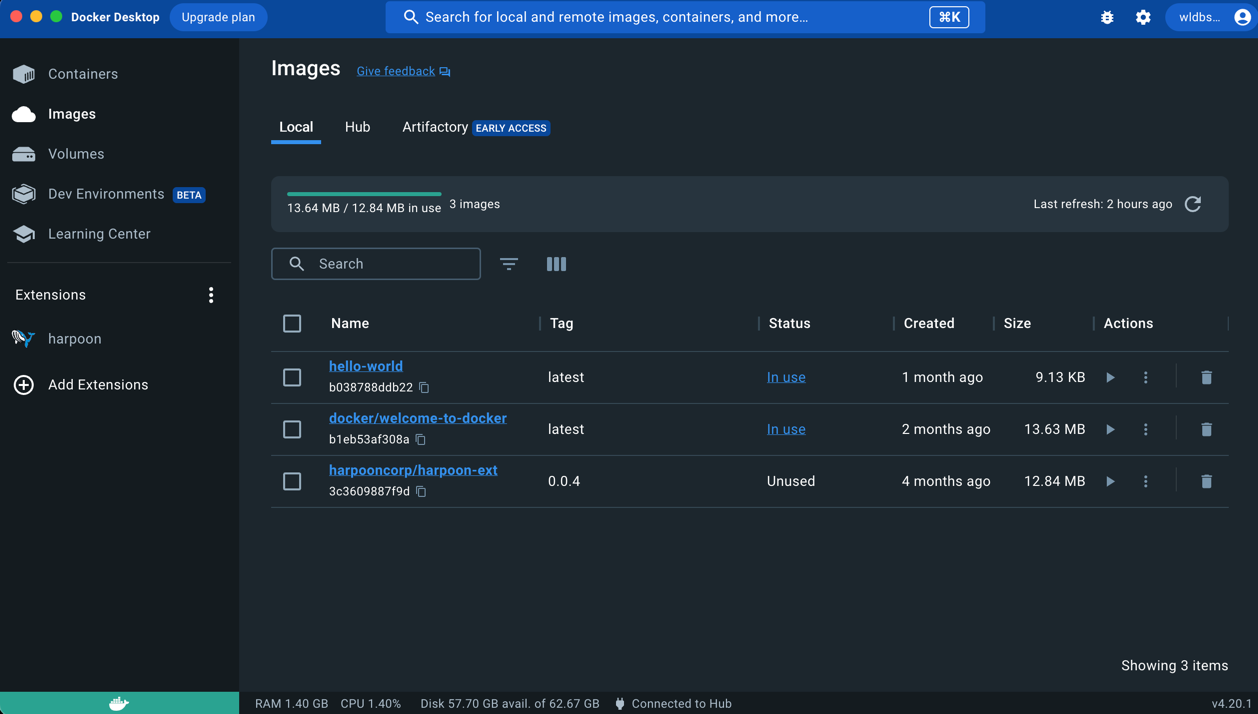 Docker Desktop Upgrade plan Search for local and remote images, containers, and more... ⌘K wldbs...
Containers
Images
Volumes
Dev Environments BETA
Learning Center
Extensions
harpoon
Add Extensions
Images Give feedback
Local Hub Artifactory EARLY ACCESS
13.64 MB / 12.84 MB in use 3 images Last refresh: 2 hours ago
Search
Name Tag Status Created Size Actions
hello-world
b038788ddb22 latest In use 1 month ago 9.13 KB
docker/welcome-to-docker
b1eb53af308a latest In use 2 months ago 13.63 MB
harpooncorp/harpoon-ext
3c3609887f9d 0.0.4 Unused 4 months ago 12.84 MB
Showing 3 items
RAM 1.40 GB CPU 1.40% Disk 57.70 GB avail. of 62.67 GB Connected to Hub v4.20.1